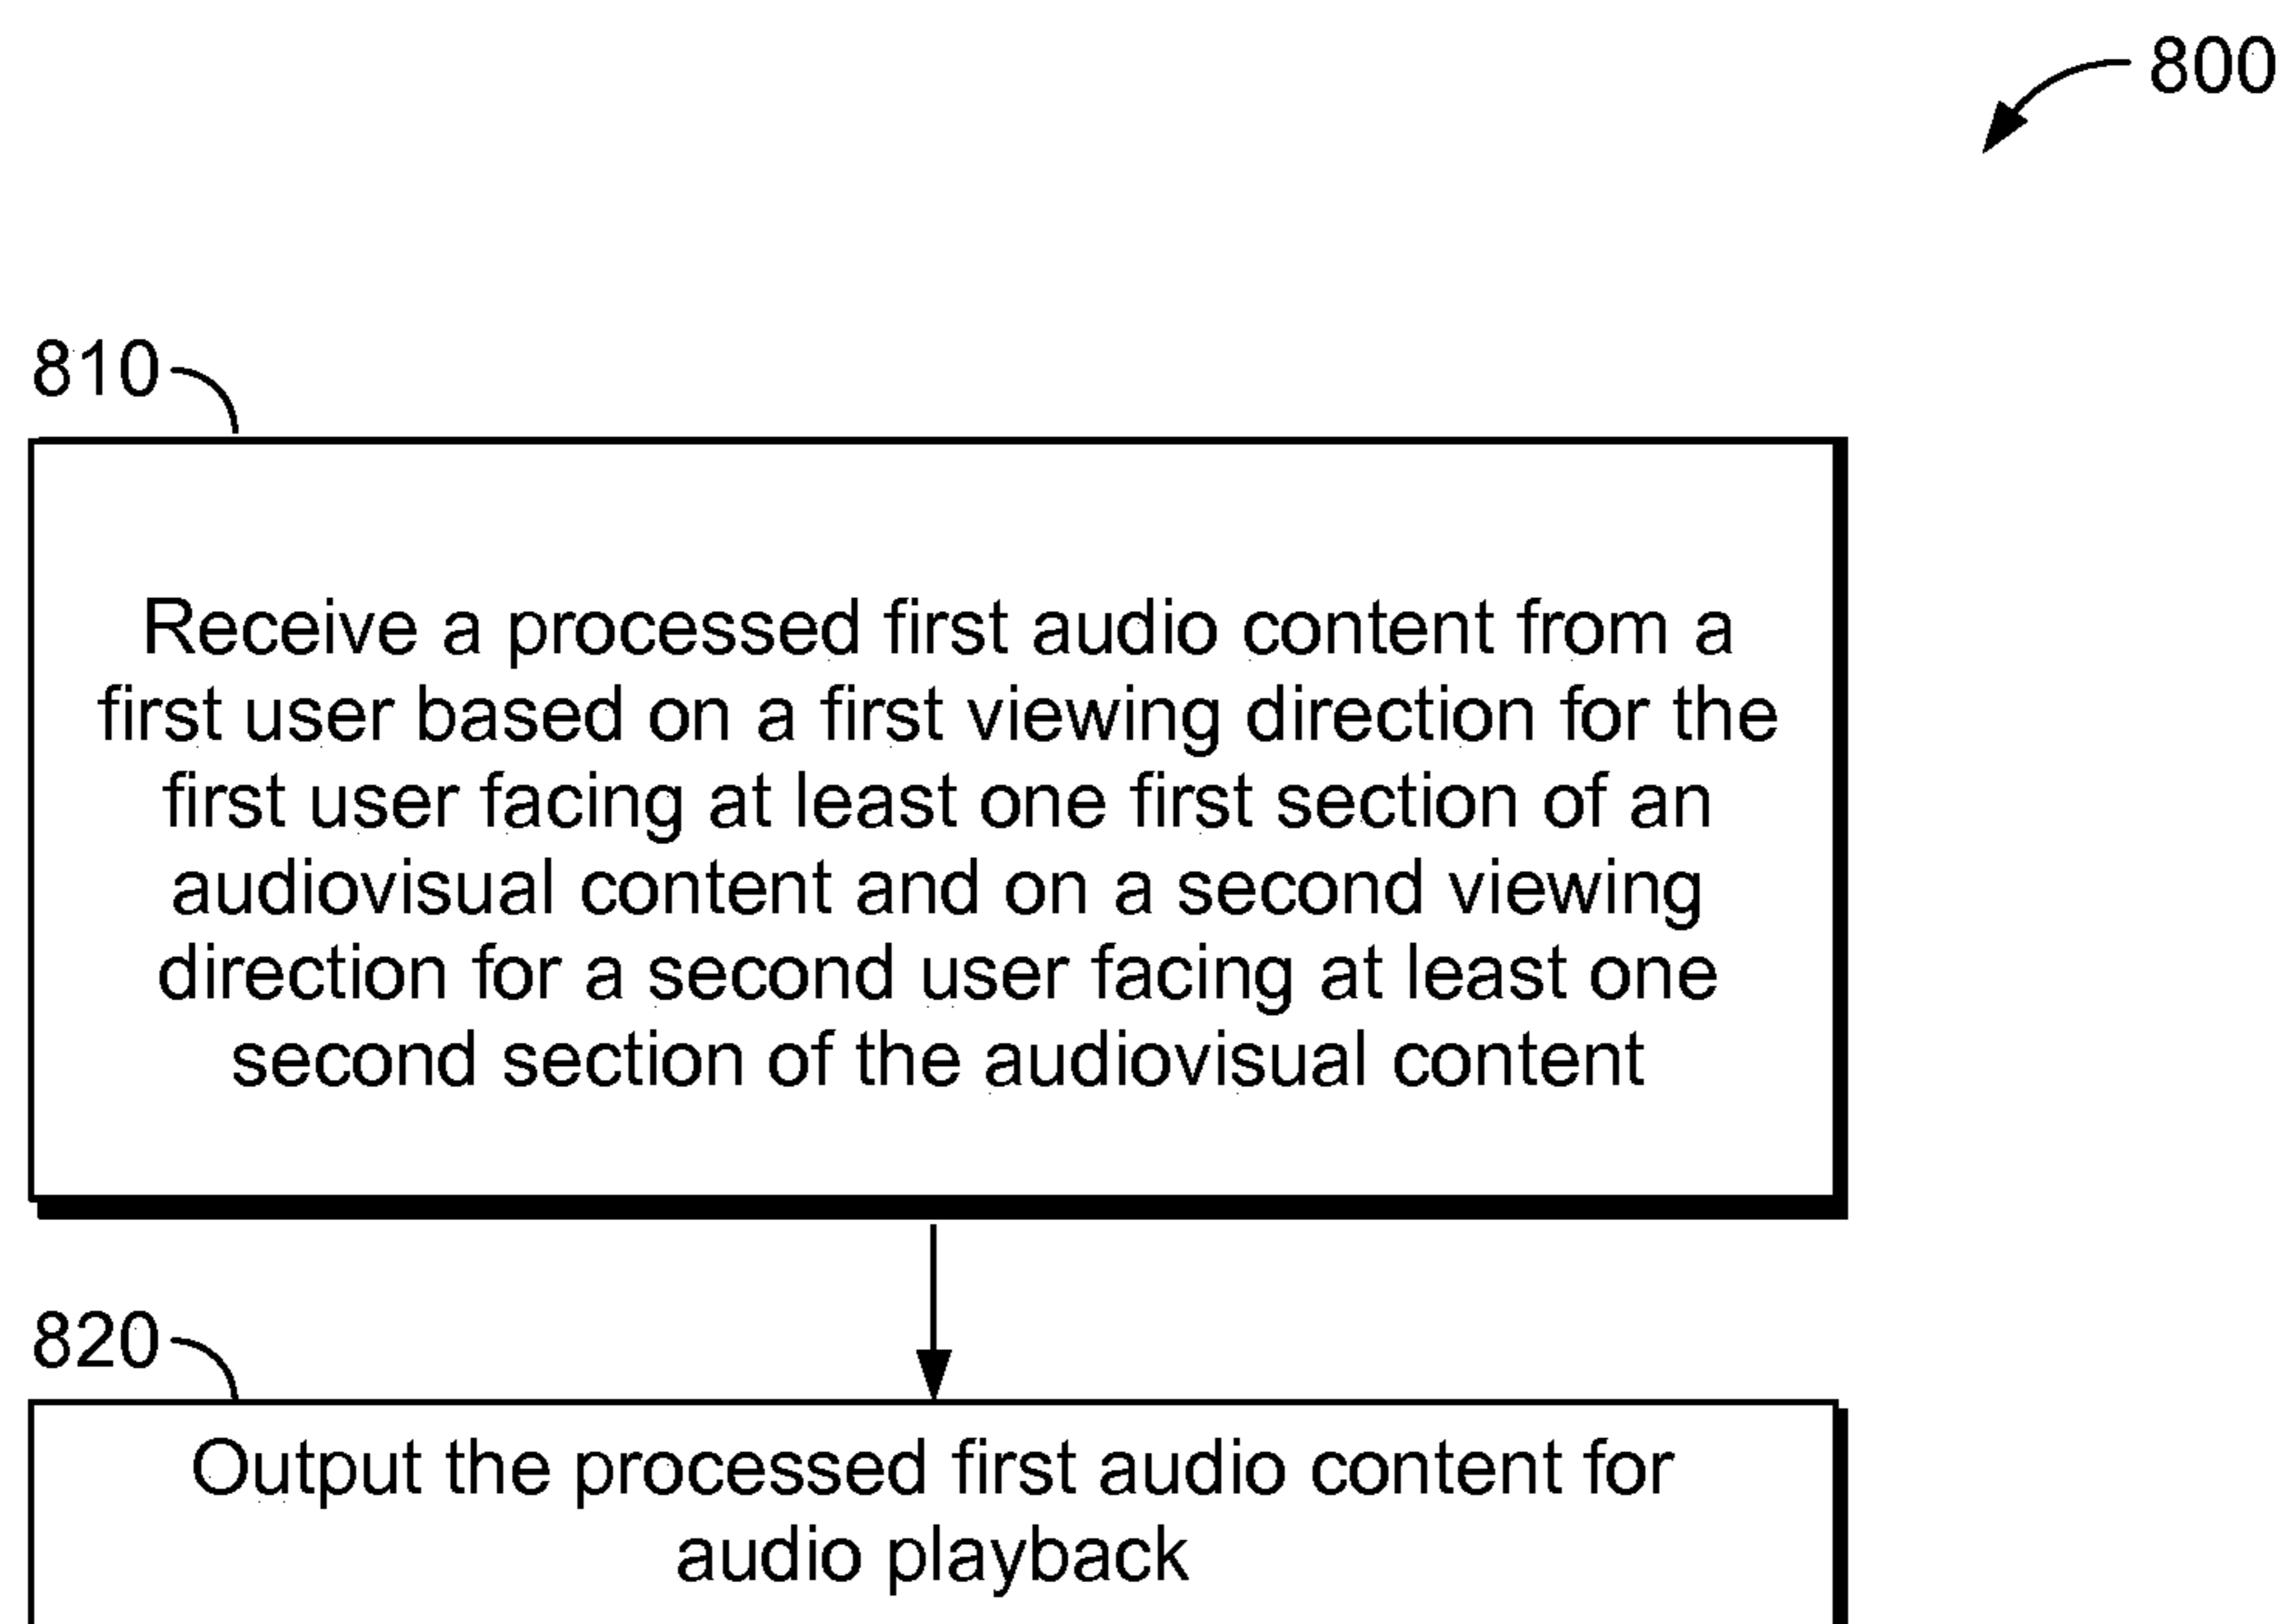 800
810
Receive a processed first audio content from a
first user based on a first viewing direction for the
first user facing at least one first section of an
audiovisual content and on a second viewing
direction for a second user facing at least one
second section of the audiovisual content
820
Output the processed first audio content for
audio playback